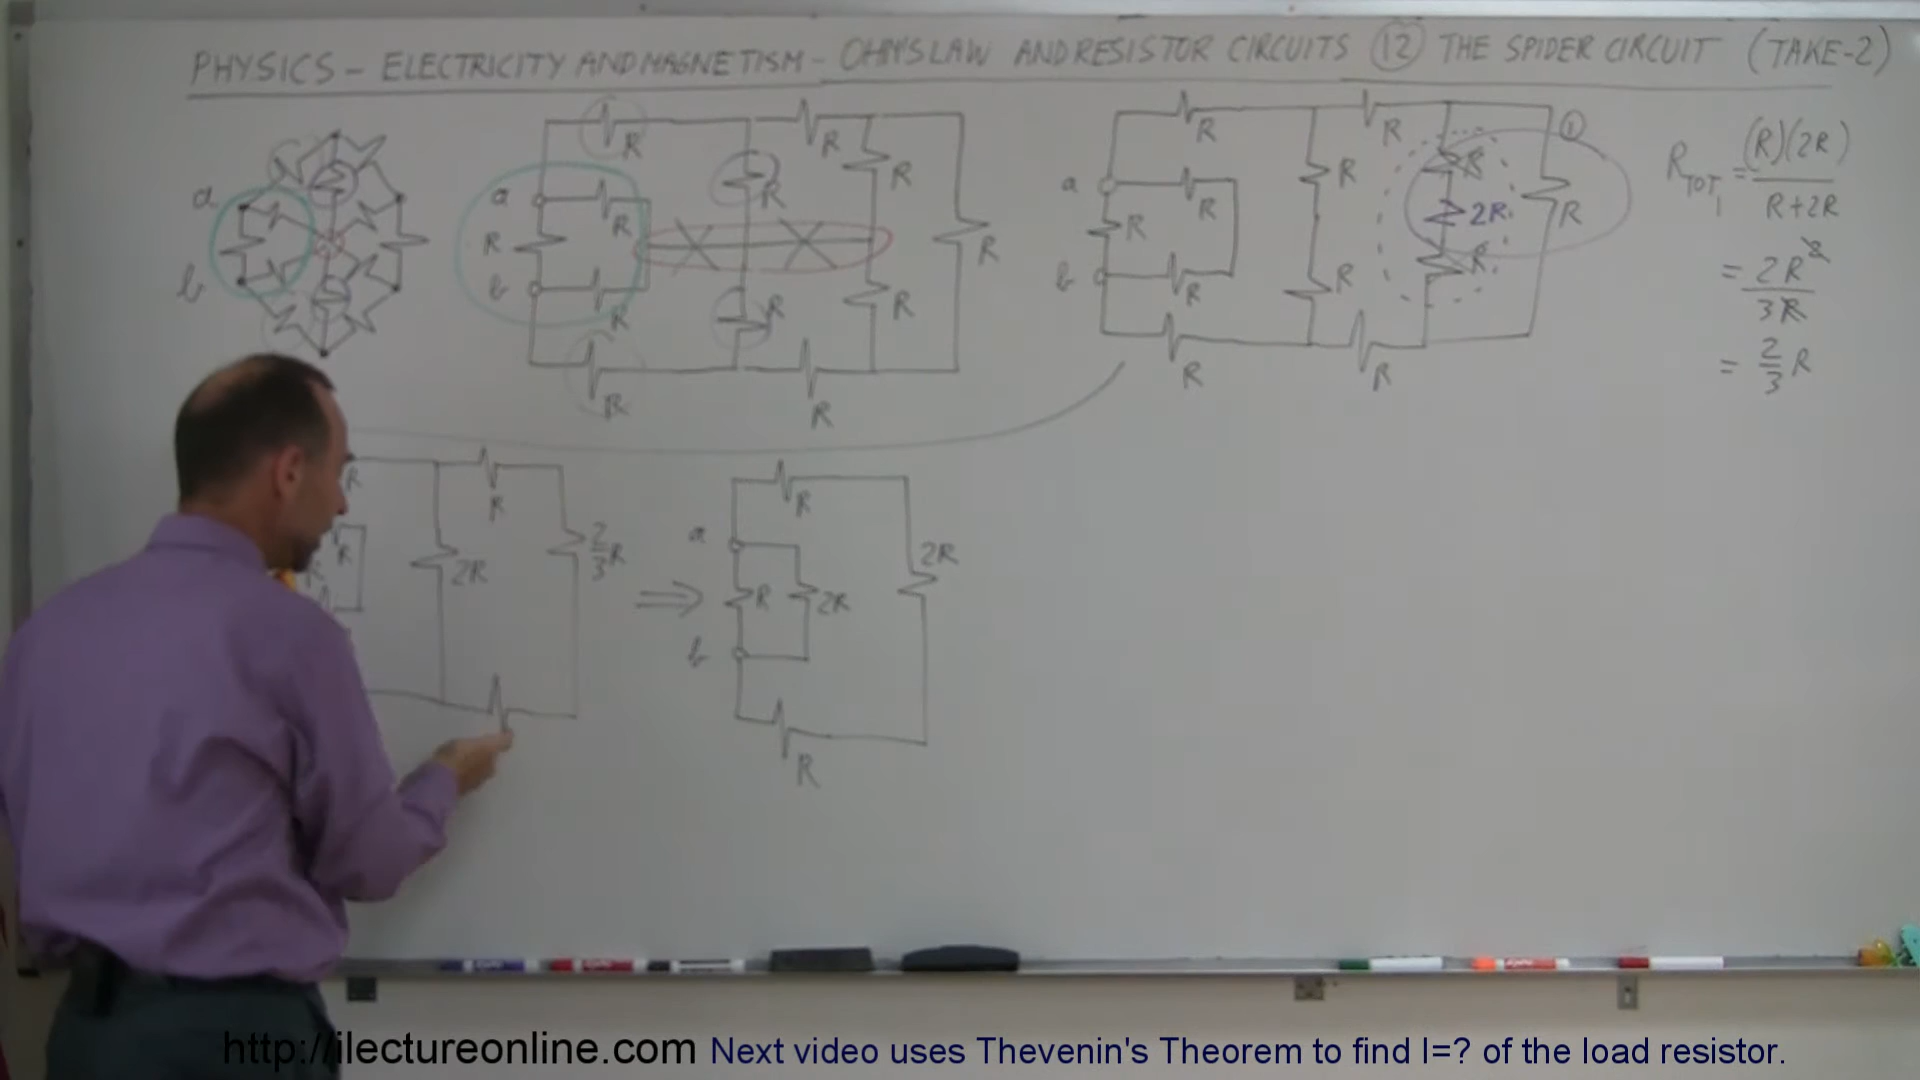 PHYSICS - ELECTRICITY AND MAGNETISM - OHM'S LAW AND RESISTOR CIRCUITS 12 THE SPIDER CIRCUIT (TAKE-2)
a
b
a
b
R
R
R
R
R
R
R
R
R
R
R
R
a
b
R
R
R
R
R
R
R
R
R
2R
R
R
R
R
1
R TOT 1 = (R)(2R) / R+2R
= 2R² / 3R
= 2/3 R
R
R
R
R
2R
2/3 R
⇒
a
b
R
R
2R
2R
R
http://ilectureonline.com Next video uses Thevenin's Theorem to find I=? of the load resistor.